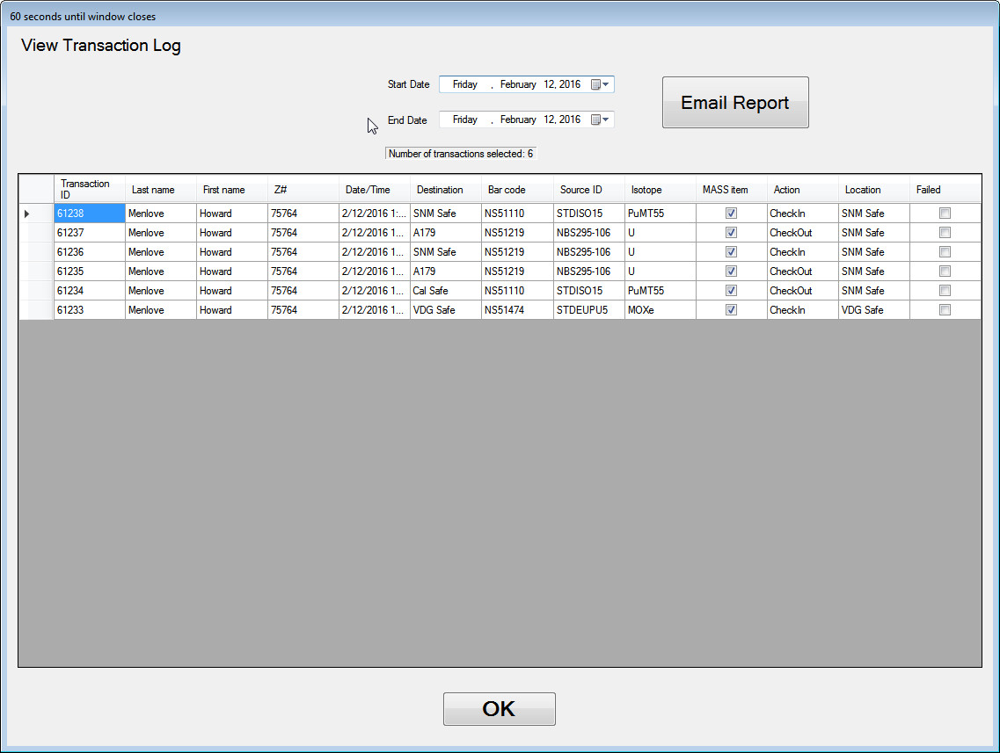 60 seconds until window closes
View Transaction Log
Start Date Friday , February 12, 2016
Email Report
End Date Friday , February 12, 2016
Number of transactions selected: 6
Transaction ID Last name First name Z# Date/Time Destination Bar code Source ID Isotope MASS item Action Location Failed
61238 Menlove Howard 75764 2/12/2016 1:... SNM Safe NS51110 STDISO15 PuMT55 CheckIn SNM Safe
61237 Menlove Howard 75764 2/12/2016 1... A179 NS51219 NBS295-106 U CheckOut SNM Safe
61236 Menlove Howard 75764 2/12/2016 1... SNM Safe NS51219 NBS295-106 U CheckIn SNM Safe
61235 Menlove Howard 75764 2/12/2016 1... A179 NS51219 NBS295-106 U CheckOut SNM Safe
61234 Menlove Howard 75764 2/12/2016 1... Cal Safe NS51110 STDISO15 PuMT55 CheckOut SNM Safe
61233 Menlove Howard 75764 2/12/2016 1... VDG Safe NS51474 STDEUPU5 MOXe CheckIn VDG Safe
OK